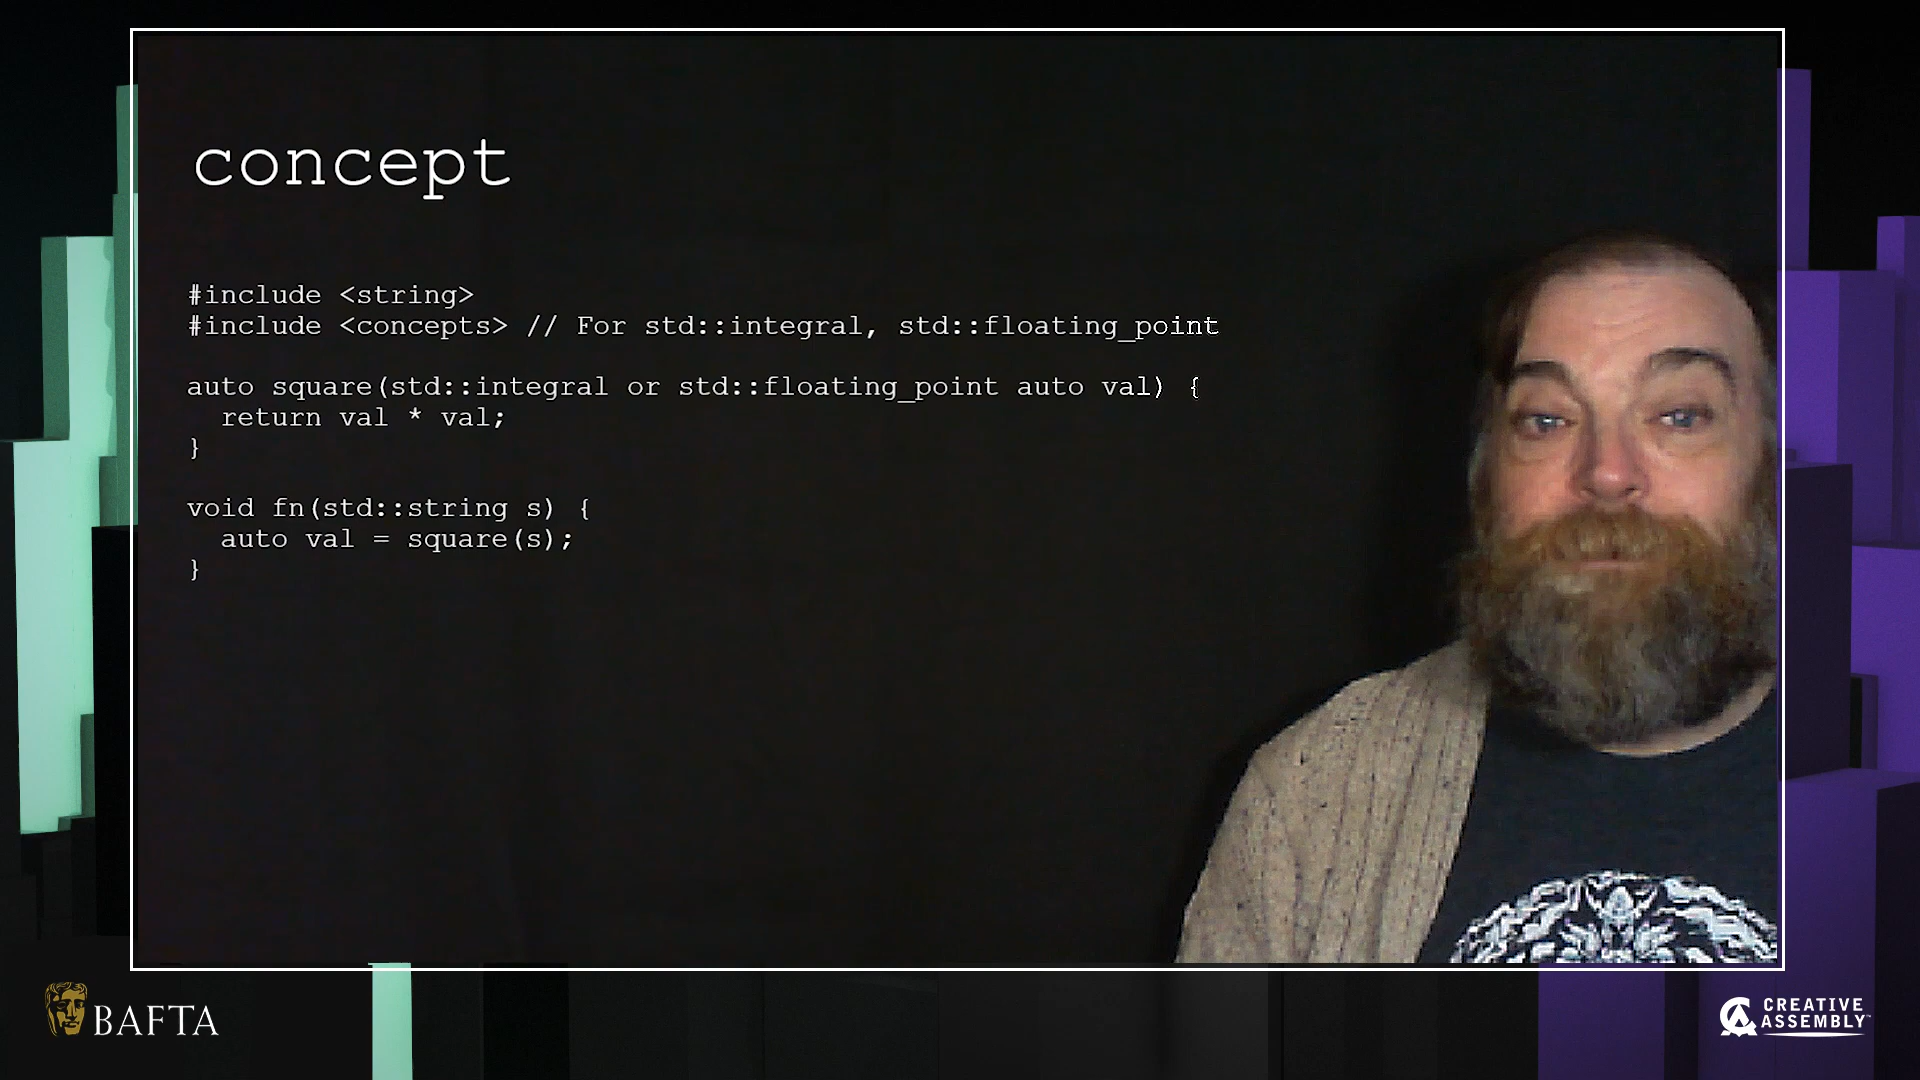 concept
#include <string>
#include <concepts> // For std::integral, std::floating_point
auto square(std::integral or std::floating_point auto val) {
  return val * val;
}
void fn(std::string s) {
  auto val = square(s);
}
BAFTA
CREATIVE
ASSEMBLY™